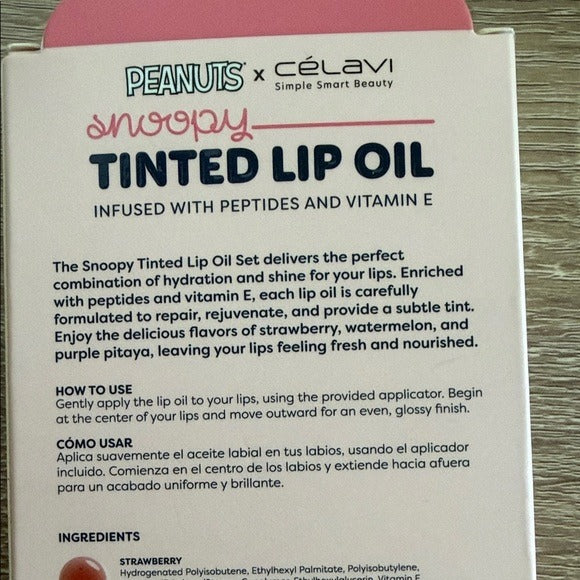 PEANUTS x CéLAVI
Simple Smart Beauty
snoopy
TINTED LIP OIL
INFUSED WITH PEPTIDES AND VITAMIN E
The Snoopy Tinted Lip Oil Set delivers the perfect
combination of hydration and shine for your lips. Enriched
with peptides and vitamin E, each lip oil is carefully
formulated to repair, rejuvenate, and provide a subtle tint.
Enjoy the delicious flavors of strawberry, watermelon, and
purple pitaya, leaving your lips feeling fresh and nourished.
HOW TO USE
Gently apply the lip oil to your lips, using the provided applicator. Begin
at the center of your lips and move outward for an even, glossy finish.
CÓMO USAR
Aplica suavemente el aceite labial en tus labios, usando el aplicador
incluido. Comienza en el centro de los labios y extiende hacia afuera
para un acabado uniforme y brillante.
INGREDIENTS
STRAWBERRY
Hydrogenated Polyisobutene, Ethylhexyl Palmitate, Polyisobutylene,